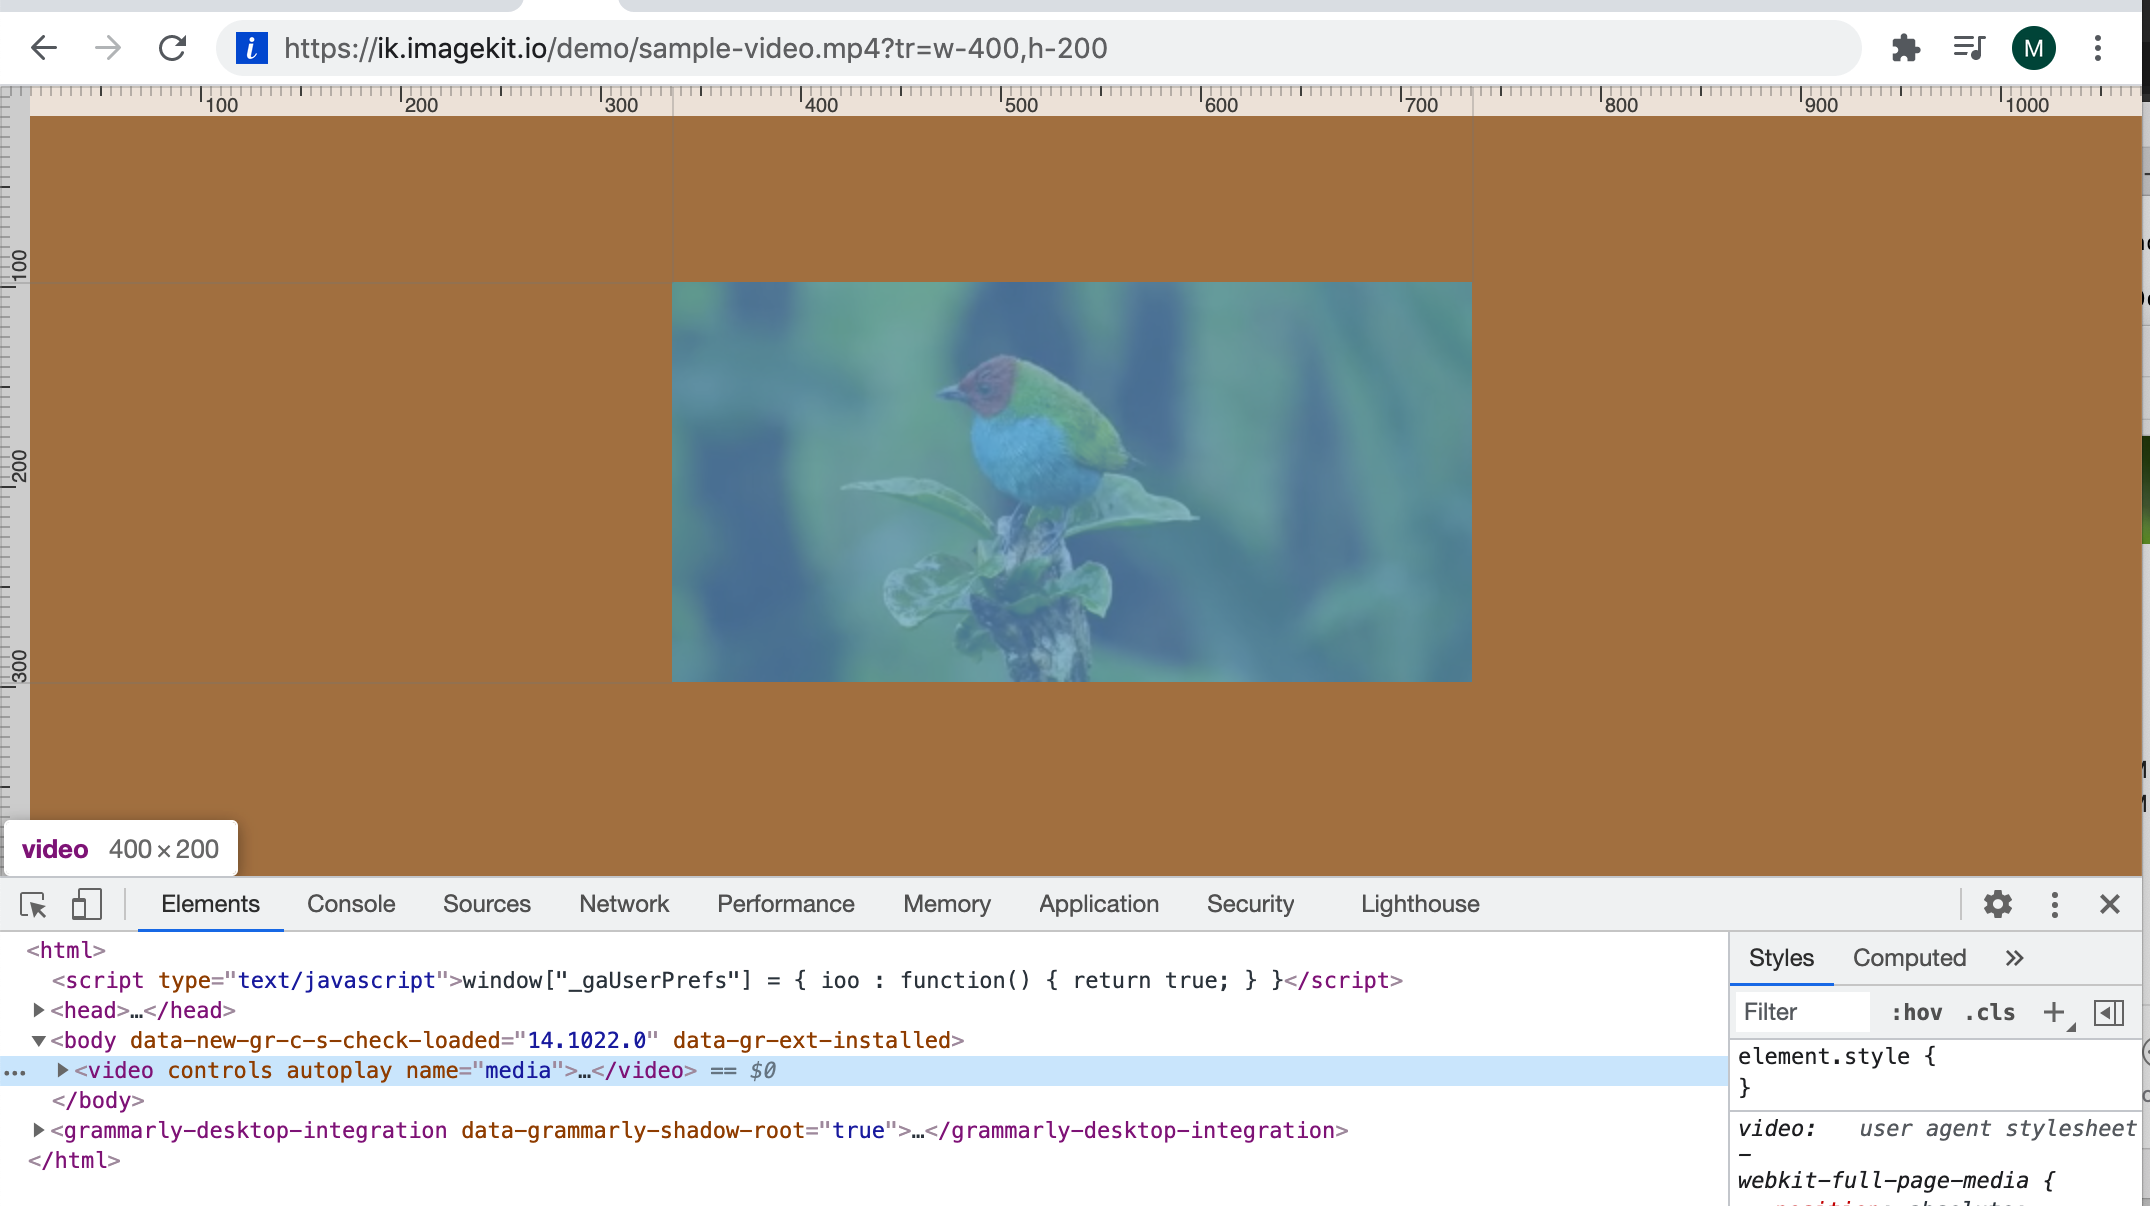 https://ik.imagekit.io/demo/sample-video.mp4?tr=w-400,h-200
M
100 200 300 400 500 600 700 800 900 1000
100
200
300
video 400 × 200
Elements Console Sources Network Performance Memory Application Security Lighthouse
<html>
<script type="text/javascript">window["_gaUserPrefs"] = { ioo : function() { return true; } }</script>
<head>…</head>
<body data-new-gr-c-s-check-loaded="14.1022.0" data-gr-ext-installed>
<video controls autoplay name="media">…</video> == $0
</body>
<grammarly-desktop-integration data-grammarly-shadow-root="true">…</grammarly-desktop-integration>
</html>
Styles Computed »
Filter :hov .cls +
element.style {
}
video: user agent stylesheet
-
webkit-full-page-media {